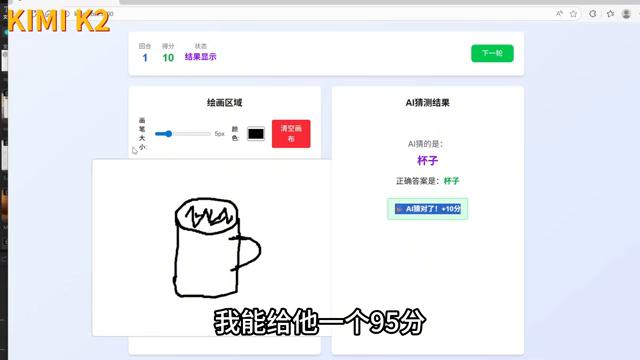 KIMI K2
回合
1
得分
10
状态
结果显示
下一轮
绘画区域
画笔大小:
5px
颜色:
清空画布
AI猜测结果
AI猜的是：
杯子
正确答案是：杯子
AI猜对了！+10分
我能给他一个95分